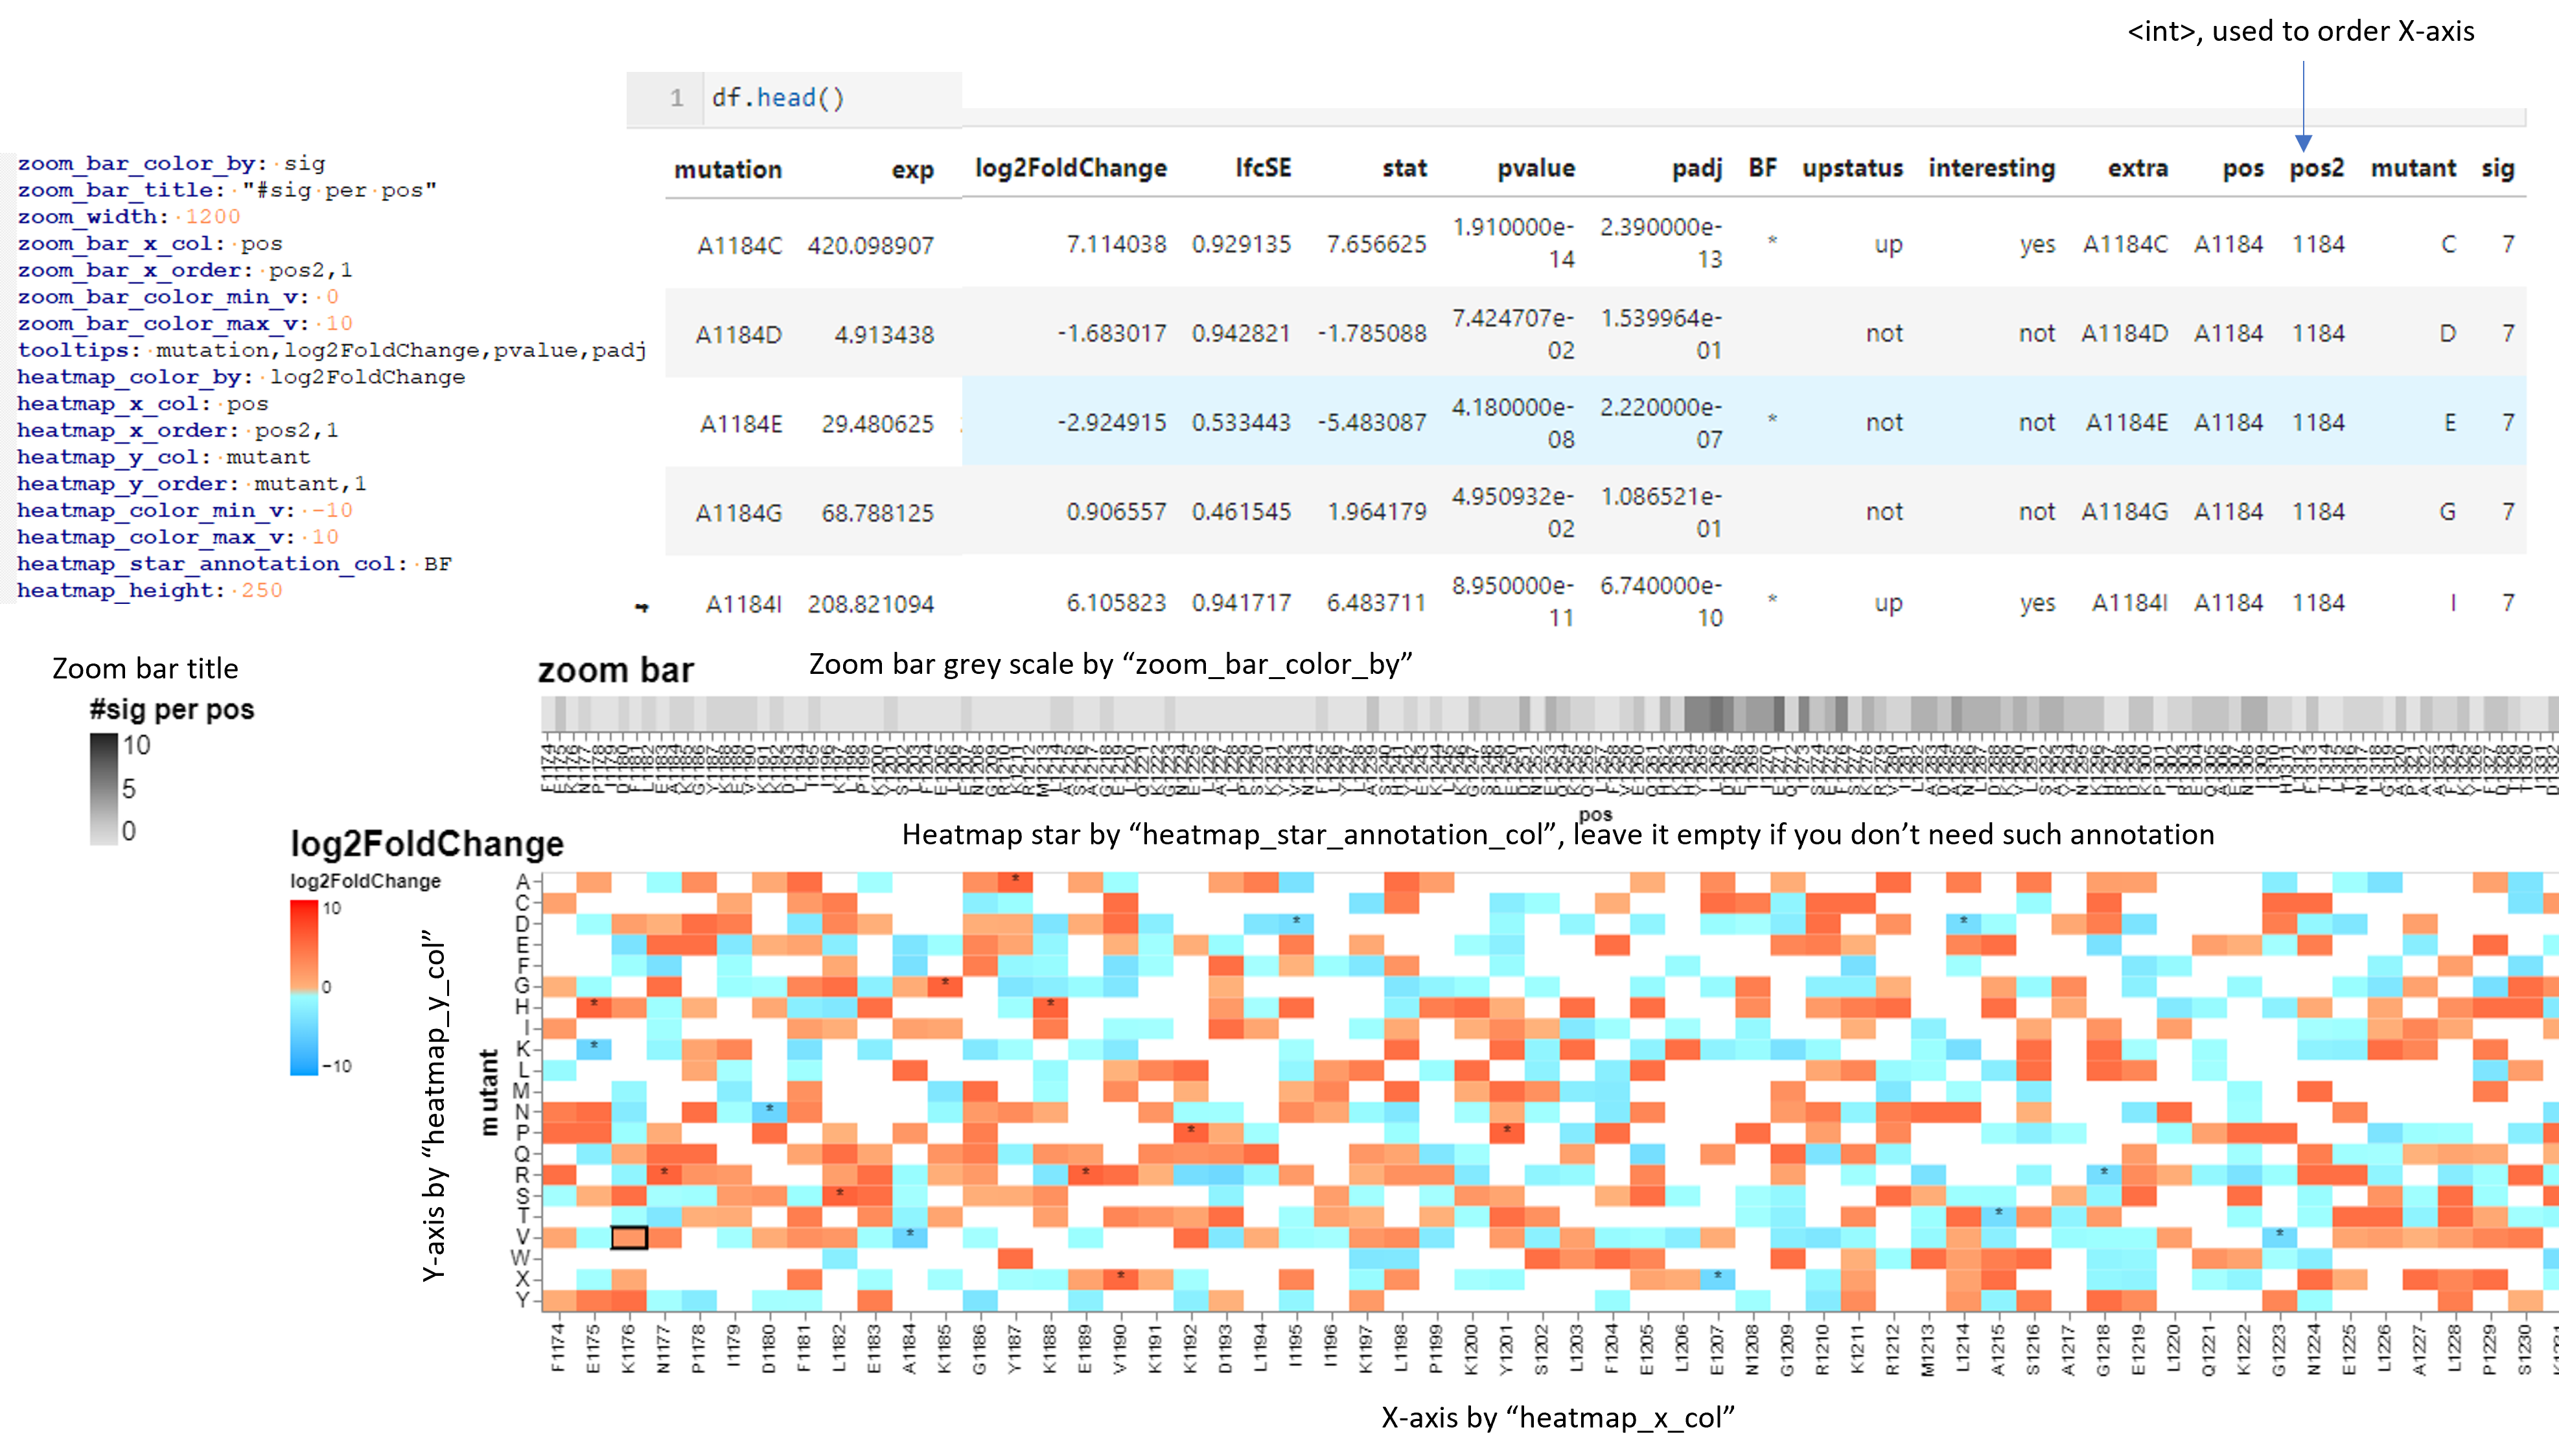 <int>, used to order X-axis
1 df.head()
zoom_bar_color_by: sig
zoom_bar_title: "#sig per pos"
zoom_width: 1200
zoom_bar_x_col: pos
zoom_bar_x_order: pos2,1
zoom_bar_color_min_v: 0
zoom_bar_color_max_v: 10
tooltips: mutation,log2FoldChange,pvalue,padj
heatmap_color_by: log2FoldChange
heatmap_x_col: pos
heatmap_x_order: pos2,1
heatmap_y_col: mutant
heatmap_y_order: mutant,1
heatmap_color_min_v: -10
heatmap_color_max_v: 10
heatmap_star_annotation_col: BF
heatmap_height: 250
mutation exp log2FoldChange lfcSE stat pvalue padj BF upstatus interesting extra pos pos2 mutant sig
A1184C 420.098907 7.114038 0.929135 7.656625 1.910000e-14 2.390000e-13 * up yes A1184C A1184 1184 C 7
A1184D 4.913438 -1.683017 0.942821 -1.785088 7.424707e-02 1.539964e-01 not not A1184D A1184 1184 D 7
A1184E 29.480625 -2.924915 0.533443 -5.483087 4.180000e-08 2.220000e-07 * not not A1184E A1184 1184 E 7
A1184G 68.788125 0.906557 0.461545 1.964179 4.950932e-02 1.086521e-01 not not A1184G A1184 1184 G 7
A1184I 208.821094 6.105823 0.941717 6.483711 8.950000e-11 6.740000e-10 * up yes A1184I A1184 1184 I 7
Zoom bar title
zoom bar
Zoom bar grey scale by “zoom_bar_color_by”
#sig per pos
10
5
0
pos
Heatmap star by “heatmap_star_annotation_col”, leave it empty if you don’t need such annotation
log2FoldChange
log2FoldChange
10
0
−10
Y-axis by “heatmap_y_col”
mutant
A
C
D
E
F
G
H
I
K
L
M
N
P
Q
R
S
T
V
W
X
Y
F1174 E1175 K1176 N1177 P1178 I1179 D1180 F1181 L1182 E1183 A1184 K1185 G1186 Y1187 K1188 E1189 V1190 K1191 K1192 D1193 L1194 I1195 I1196 K1197 L1198 P1199 K1200 Y1201 S1202 L1203 F1204 E1205 L1206 E1207 N1208 G1209 R1210 K1211 R1212 M1213 L1214 A1215 S1216 A1217 G1218 E1219 L1220 Q1221 K1222 G1223 N1224 E1225 L1226 A1227 L1228 P1229 S1230
X-axis by “heatmap_x_col”